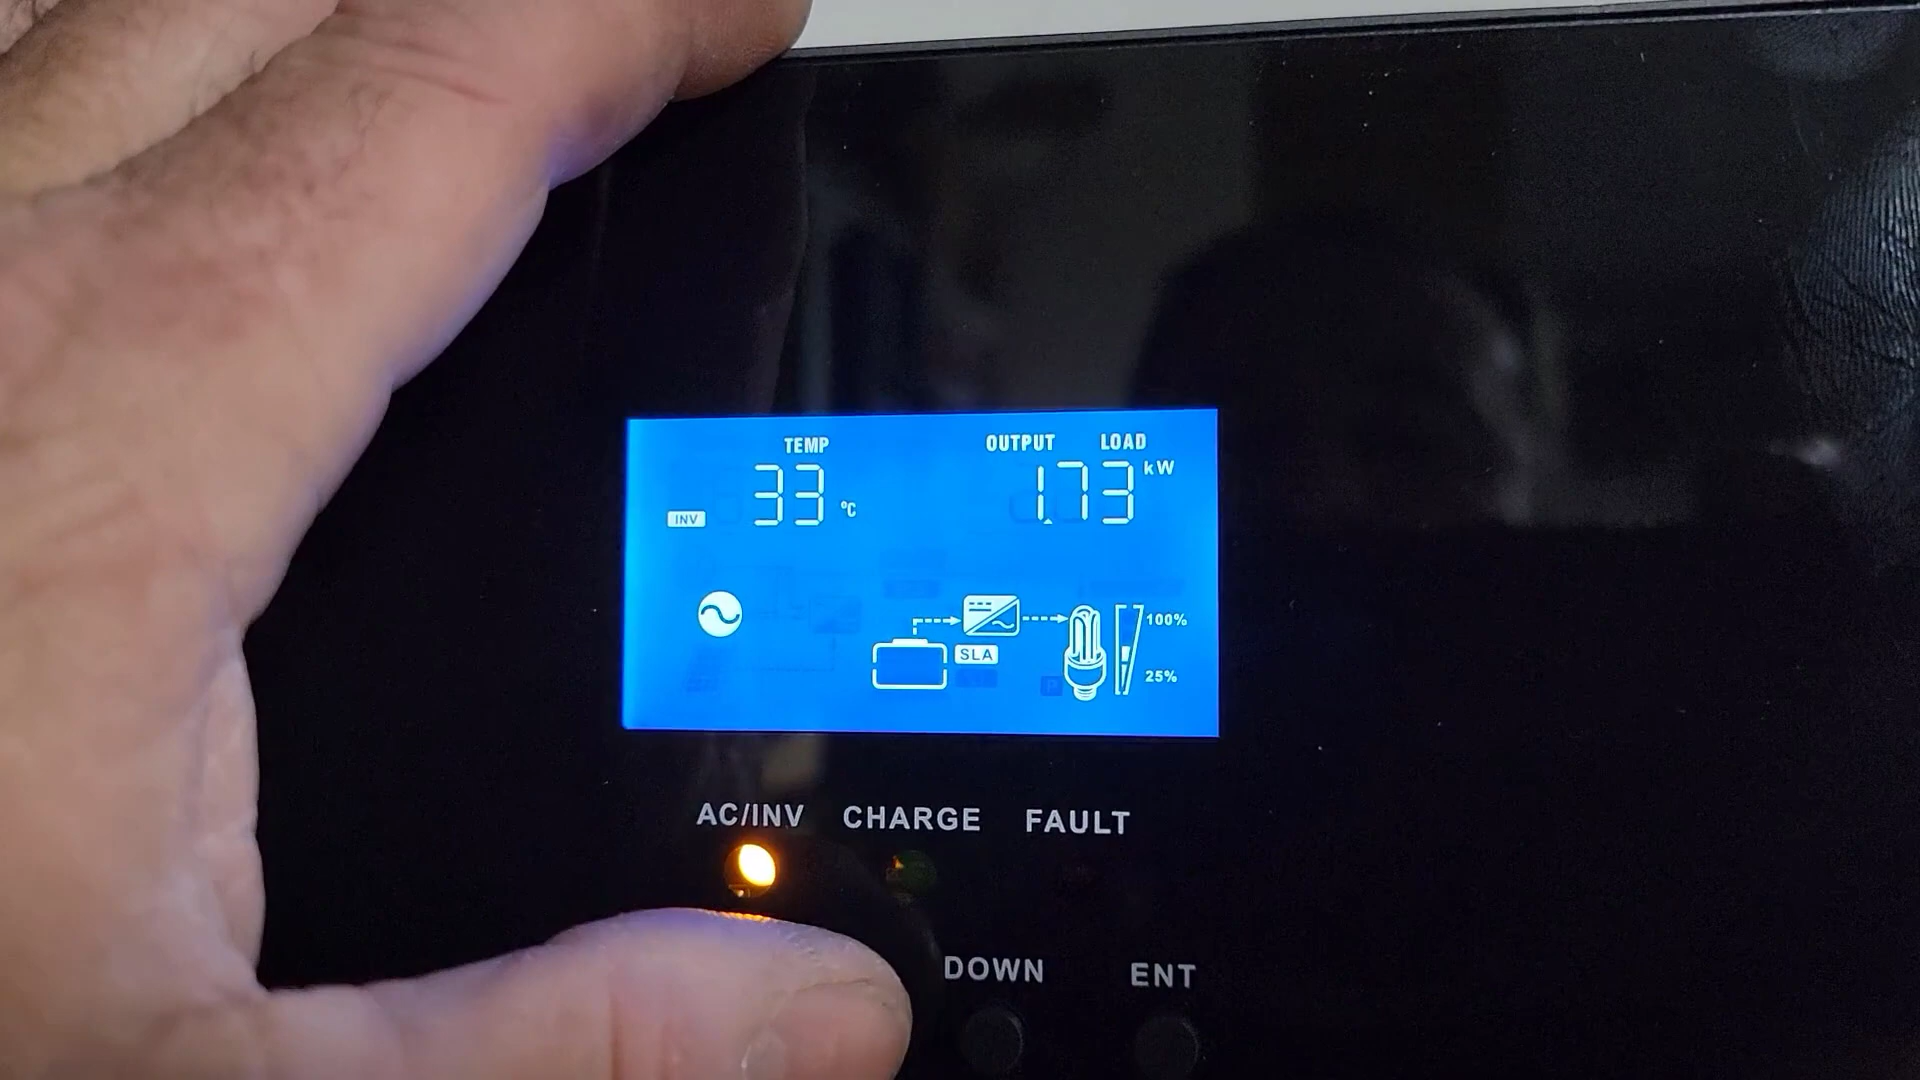 TEMP OUTPUT LOAD
INV 33 °C 1.73 kW
100%
SLA
25%
AC/INV CHARGE FAULT
DOWN ENT